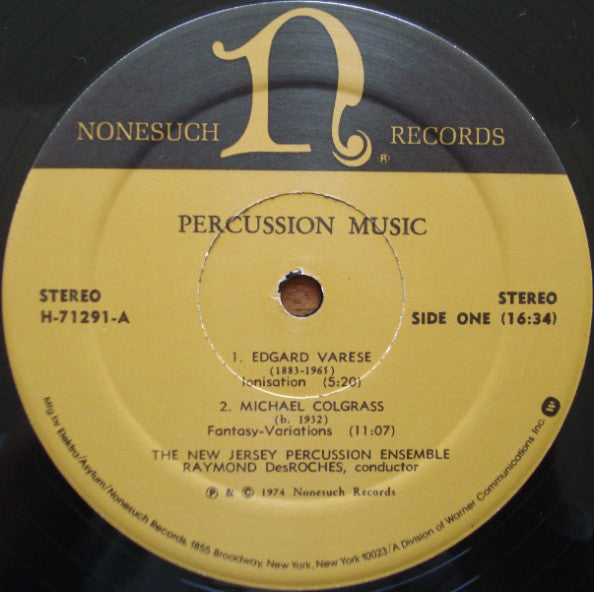 n
NONESUCH RECORDS
®
PERCUSSION MUSIC
STEREO
H-71291-A
STEREO
SIDE ONE (16:34)
1. EDGARD VARESE
(1883-1965)
Ionisation (5:20)
2. MICHAEL COLGRASS
(b. 1932)
Fantasy-Variations (11:07)
THE NEW JERSEY PERCUSSION ENSEMBLE
RAYMOND DesROCHES, conductor
Ⓟ & © 1974 Nonesuch Records
Mfg by Elektra/Asylum/Nonesuch Records, 1855 Broadway, New York, New York 10023/A Division of Warner Communications Inc.